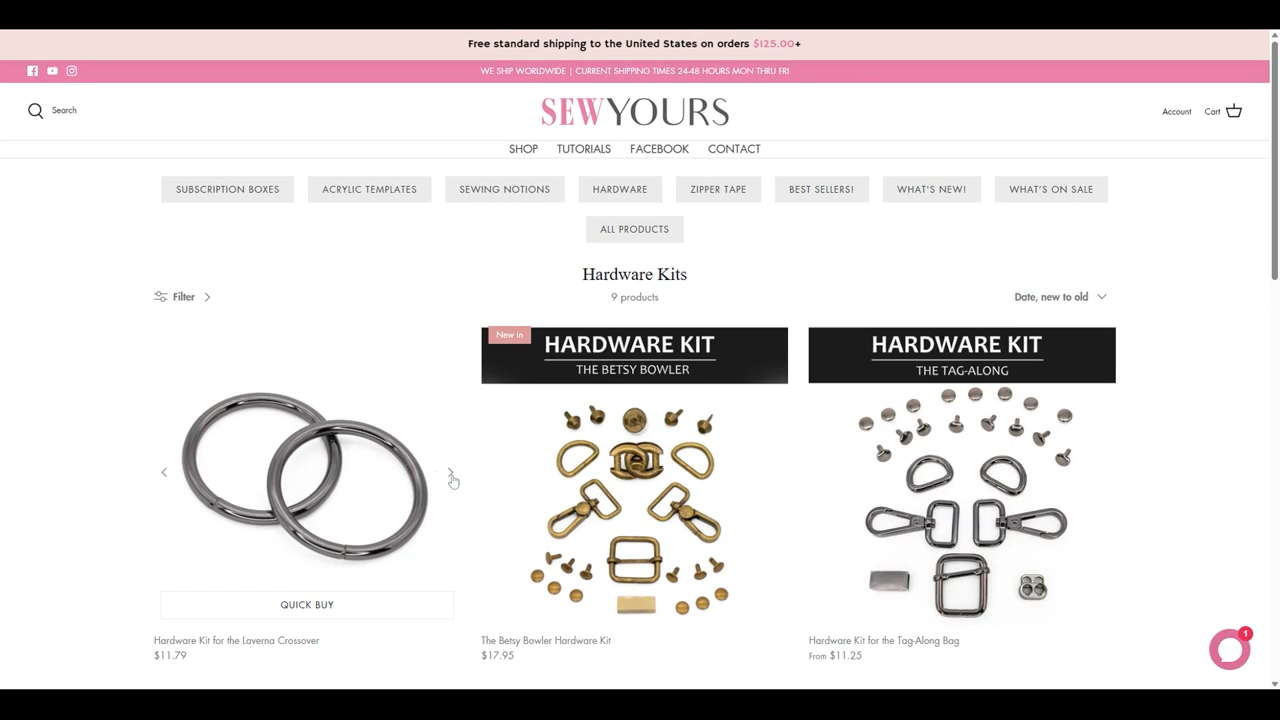 Free standard shipping to the United States on orders $125.00+
WE SHIP WORLDWIDE | CURRENT SHIPPING TIMES 24-48 HOURS MON THRU FRI
Search
SEWYOURS
Account
Cart
SHOP TUTORIALS FACEBOOK CONTACT
SUBSCRIPTION BOXES ACRYLIC TEMPLATES SEWING NOTIONS HARDWARE ZIPPER TAPE BEST SELLERS! WHAT'S NEW! WHAT'S ON SALE
ALL PRODUCTS
Hardware Kits
Filter
9 products
Date, new to old
New in
HARDWARE KIT
THE BETSY BOWLER
HARDWARE KIT
THE TAG-ALONG
QUICK BUY
Hardware Kit for the Laverna Crossover
$11.79
The Betsy Bowler Hardware Kit
$17.95
Hardware Kit for the Tag-Along Bag
From $11.25
1